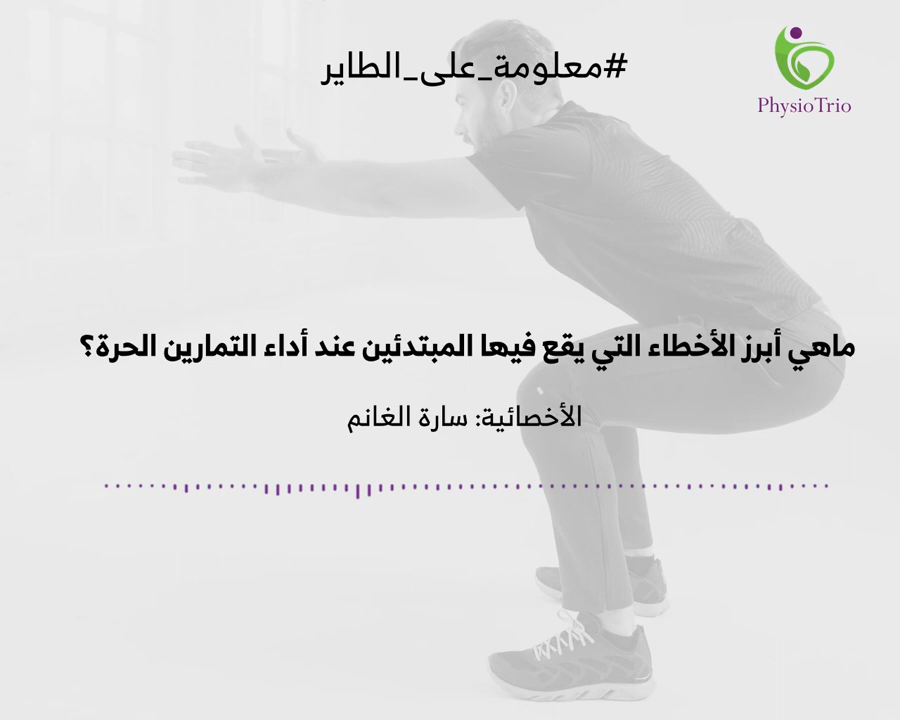 #معلومة_على_الطاير
PhysioTrio
ماهي أبرز الأخطاء التي يقع فيها المبتدئين عند أداء التمارين الحرة؟
الأخصائية: سارة الغانم